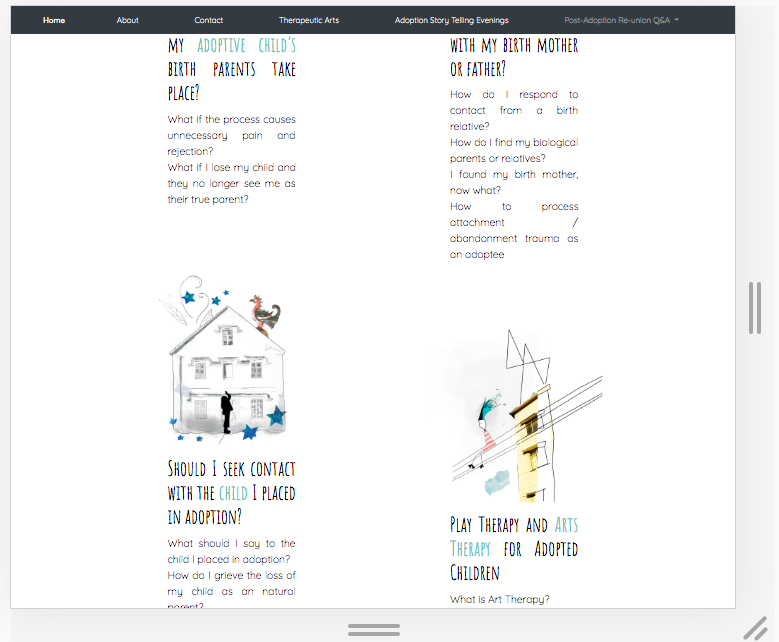 Home About Contact Therapeutic Arts Adoption Story Telling Evenings Post-Adoption Re-union Q&A
MY ADOPTIVE CHILD'S
BIRTH PARENTS TAKE
PLACE?
What if the process causes
unnecessary pain and
rejection?
What if I lose my child and
they no longer see me as
their true parent?
WITH MY BIRTH MOTHER
OR FATHER?
How do I respond to
contact from a birth
relative?
How do I find my biological
parents or relatives?
I found my birth mother,
now what?
How to process
attachment /
abandonment trauma as
an adoptee
SHOULD I SEEK CONTACT
WITH THE CHILD I PLACED
IN ADOPTION?
What should I say to the
child I placed in adoption?
How do I grieve the loss of
my child as an natural
parent?
PLAY THERAPY AND ARTS
THERAPY FOR ADOPTED
CHILDREN
What is Art Therapy?